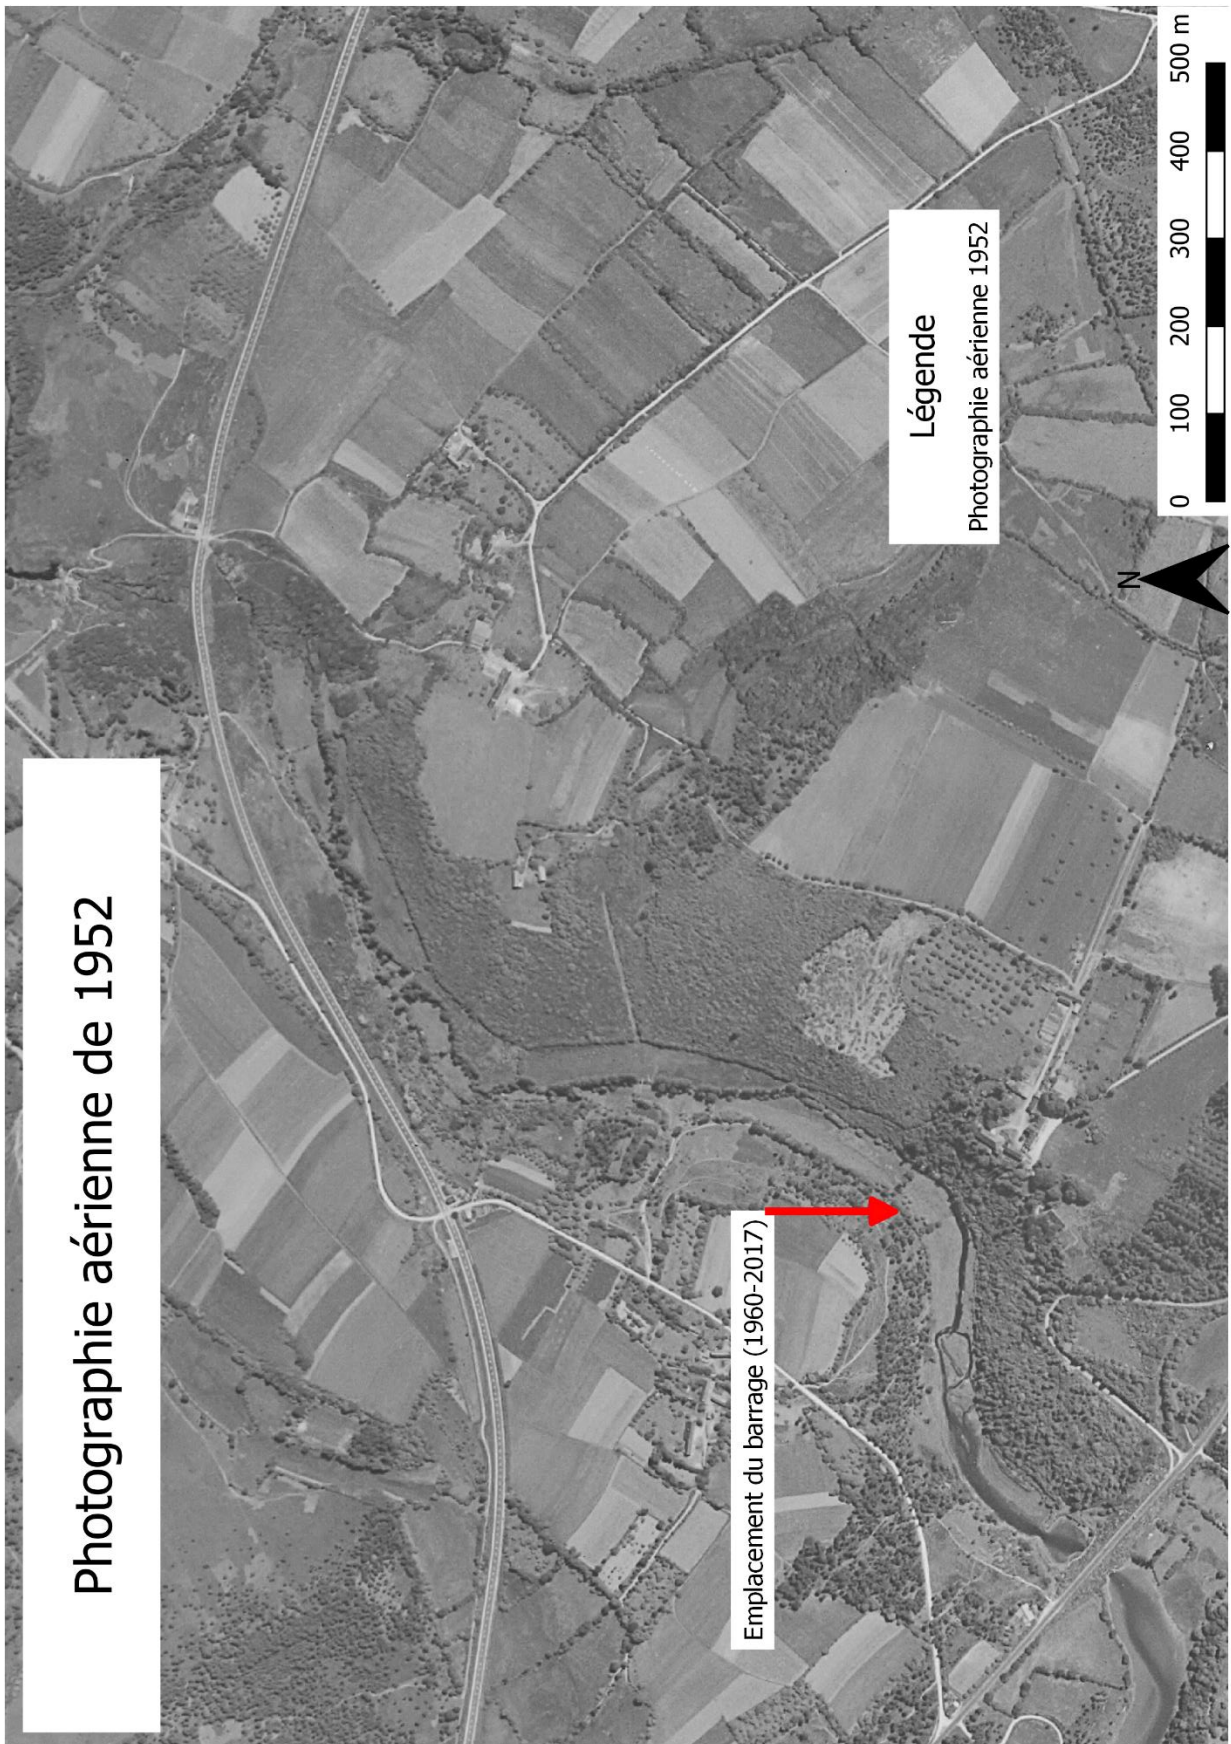 Photographie aérienne de 1952
Emplacement du barrage (1960-2017)
Légende
Photographie aérienne 1952
N
0 100 200 300 400 500 m